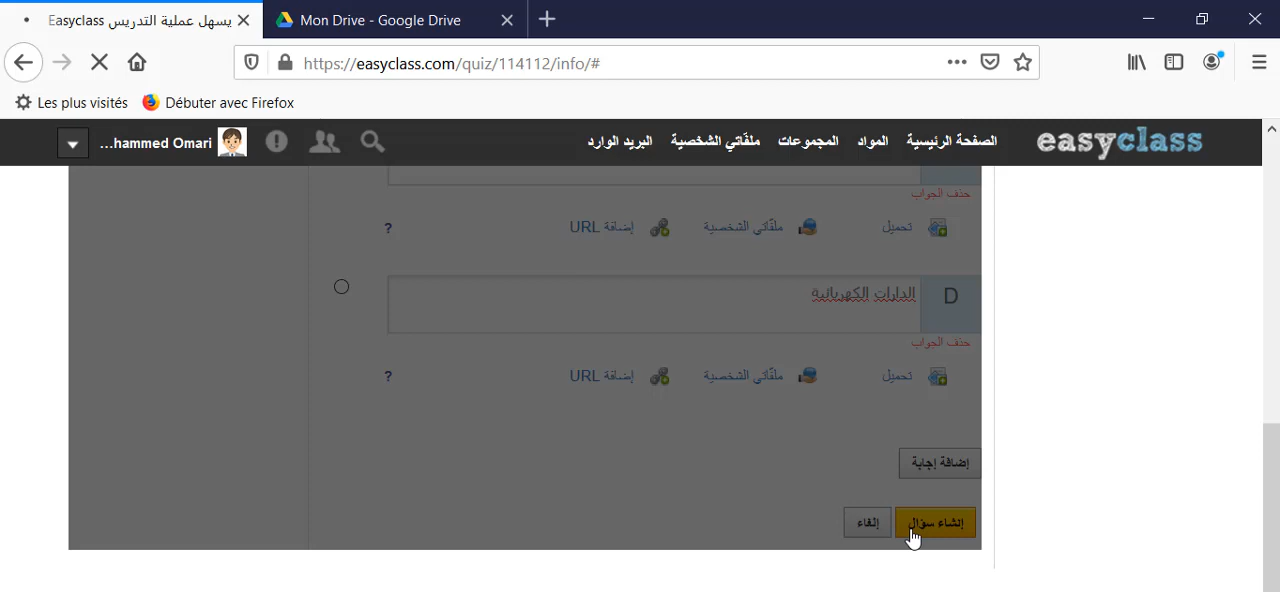 Easyclass يسهل عملية التدريس
Mon Drive - Google Drive
https://easyclass.com/quiz/114112/info/#
Les plus visités
Débuter avec Firefox
easyclass الصفحة الرئيسية المواد المجموعات ملفّاتي الشخصية البريد الوارد
...hammed Omari
حذف الجواب
تحميل ملفّاتي الشخصية إضافة URL ?
D الدارات الكهربائية
حذف الجواب
تحميل ملفّاتي الشخصية إضافة URL ?
إضافة إجابة
إنشاء سؤال إلغاء